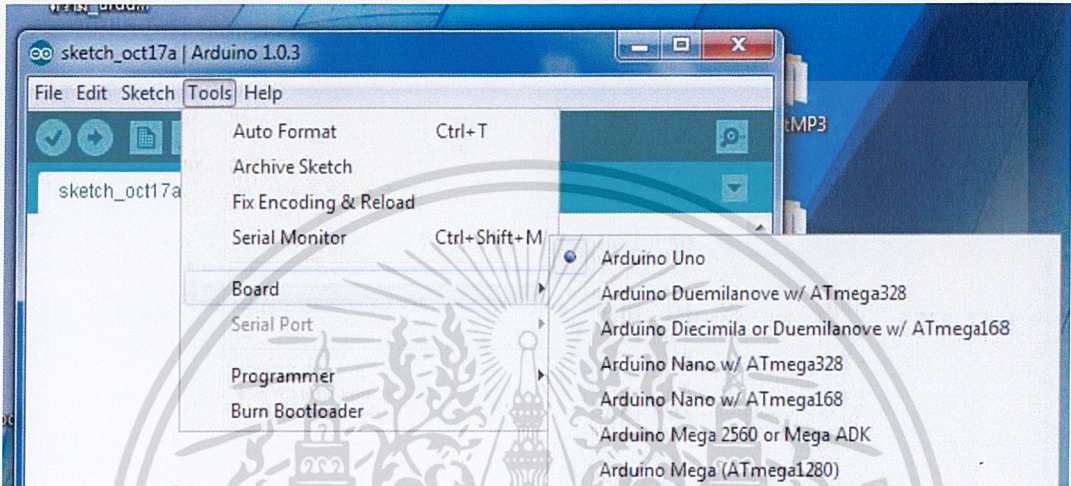 sketch_oct17a | Arduino 1.0.3
File Edit Sketch Tools Help
tMP3
sketch_oct17a
Auto Format Ctrl+T
Archive Sketch
Fix Encoding & Reload
Serial Monitor Ctrl+Shift+M
Board
Serial Port
Programmer
Burn Bootloader
Arduino Uno
Arduino Duemilanove w/ ATmega328
Arduino Diecimila or Duemilanove w/ ATmega168
Arduino Nano w/ ATmega328
Arduino Nano w/ ATmega168
Arduino Mega 2560 or Mega ADK
Arduino Mega (ATmega1280)